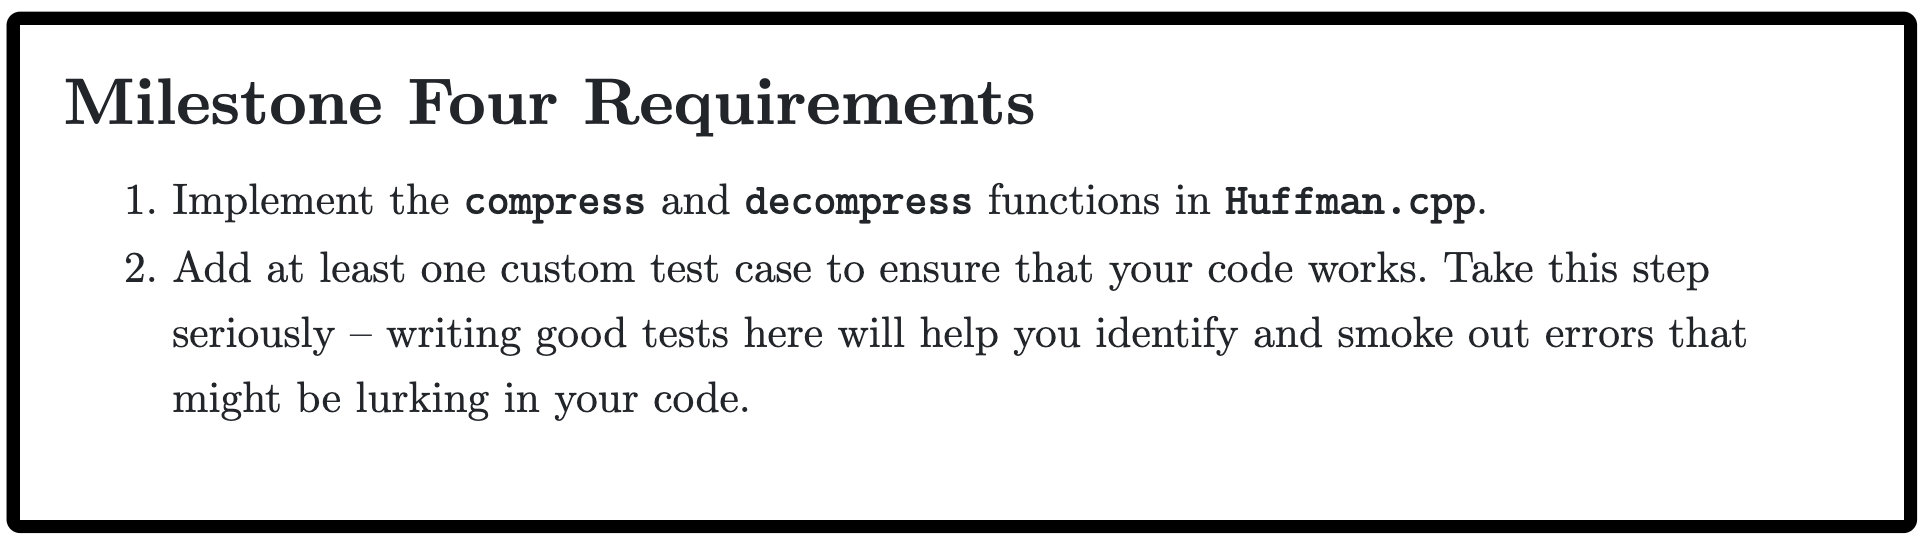 Milestone Four Requirements
1. Implement the compress and decompress functions in Huffman.cpp.
2. Add at least one custom test case to ensure that your code works. Take this step
seriously – writing good tests here will help you identify and smoke out errors that
might be lurking in your code.